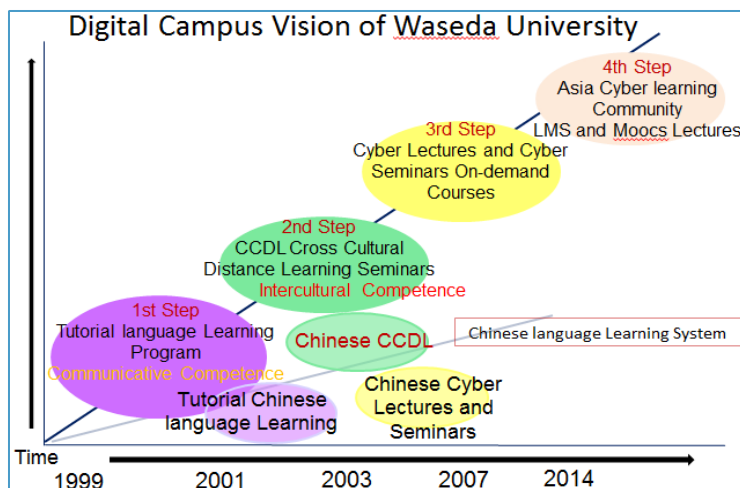 Digital Campus Vision of Waseda University
4th Step
Asia Cyber learning
Community
LMS and Moocs Lectures
3rd Step
Cyber Lectures and Cyber
Seminars On-demand
Courses
2nd Step
CCDL Cross Cultural
Distance Learning Seminars
Intercultural Competence
1st Step
Tutorial language Learning
Program
Communicative Competence
Chinese CCDL
Chinese language Learning System
Tutorial Chinese
language Learning
Chinese Cyber
Lectures and
Seminars
Time
1999 2001 2003 2007 2014